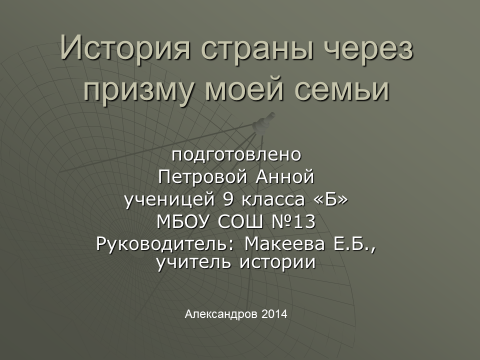 История страны через
призму моей семьи
подготовлено
Петровой Анной
ученицей 9 класса «Б»
МБОУ СОШ №13
Руководитель: Макеева Е.Б.,
учитель истории
Александров 2014